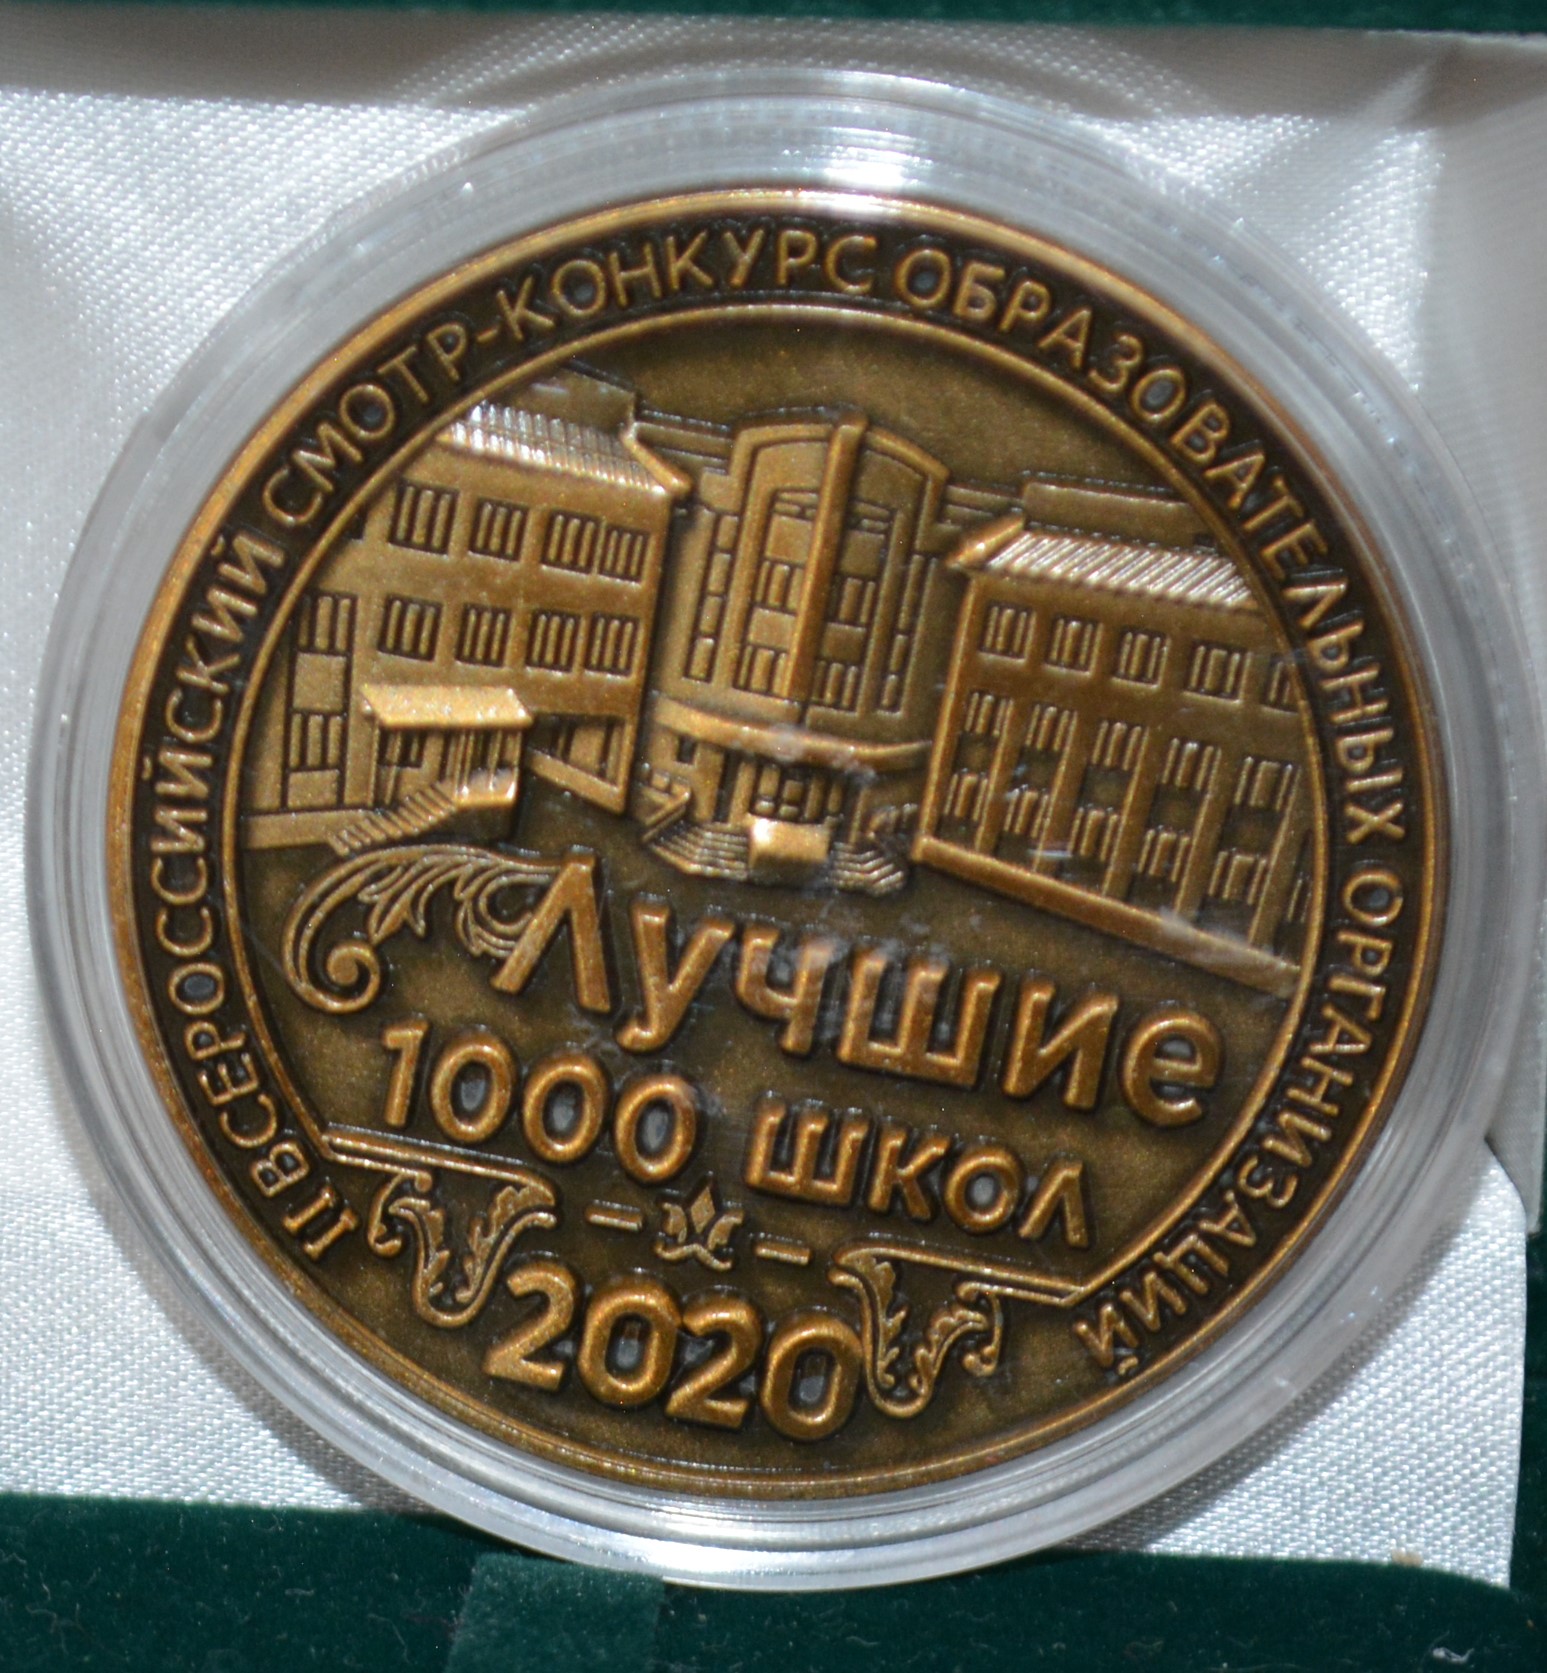 II ВСЕРОССИЙСКИЙ СМОТР-КОНКУРС ОБРАЗОВАТЕЛЬНЫХ ОРГАНИЗАЦИЙ
Лучшие
1000 школ
2020